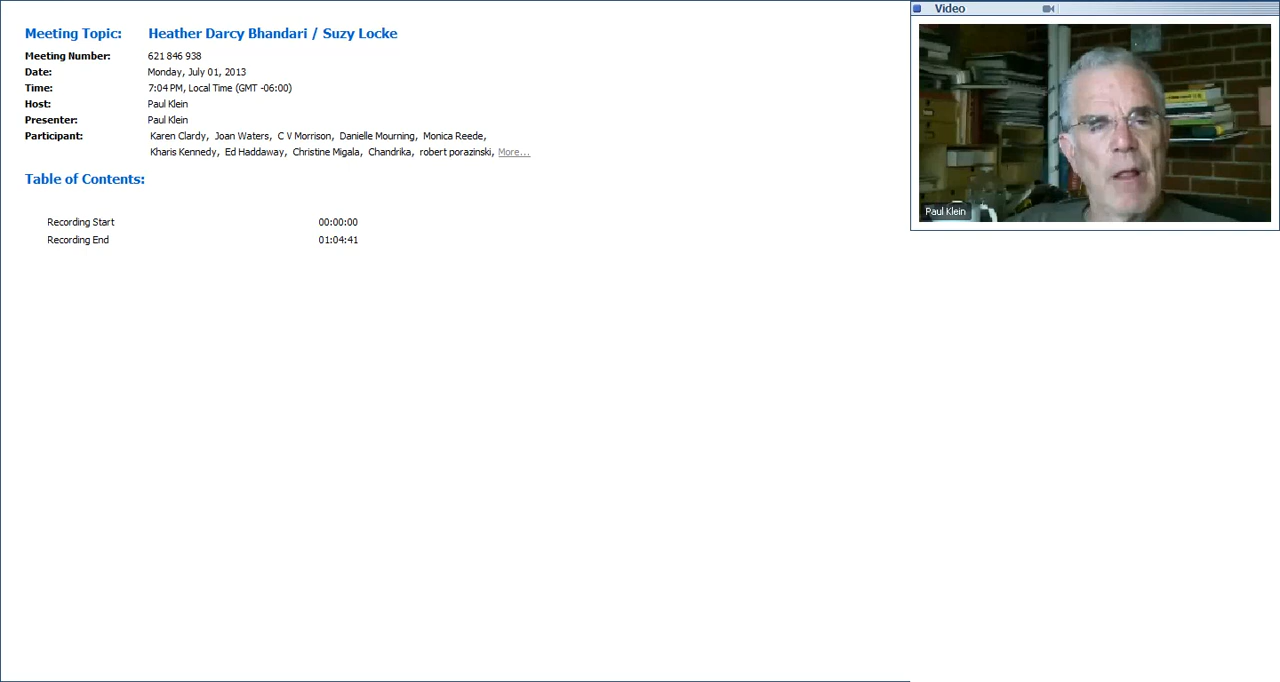 Meeting Topic: Heather Darcy Bhandari / Suzy Locke
Meeting Number: 621 846 938
Date: Monday, July 01, 2013
Time: 7:04 PM, Local Time (GMT -06:00)
Host: Paul Klein
Presenter: Paul Klein
Participant: Karen Clardy, Joan Waters, C V Morrison, Danielle Mourning, Monica Reede,
Kharis Kennedy, Ed Haddaway, Christine Migala, Chandrika, robert porazinski, More...
Table of Contents:
Recording Start 00:00:00
Recording End 01:04:41
Video
Paul Klein